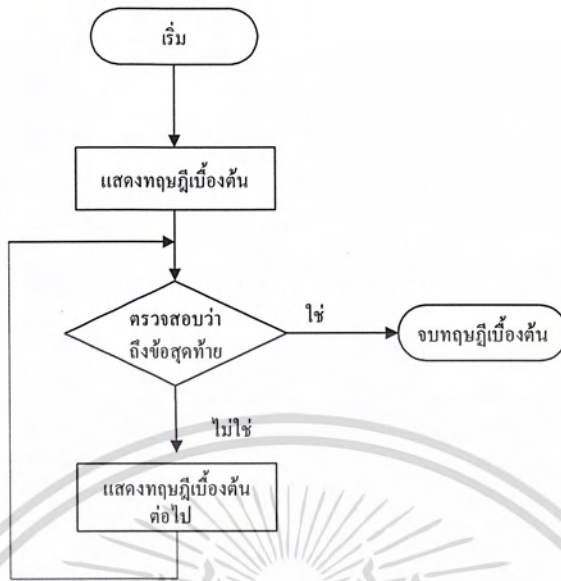 เริ่ม
แสดงทฤษฎีเบื้องต้น
ตรวจสอบว่า
ถึงข้อสุดท้าย
ใช่
จบทฤษฎีเบื้องต้น
ไม่ใช่
แสดงทฤษฎีเบื้องต้น
ต่อไป